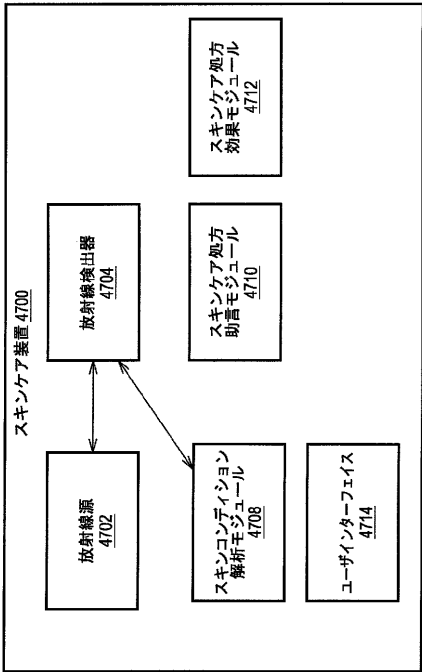 スキンケア装置 4700
放射線源
4702
放射線検出器
4704
スキンコンディション
解析モジュール
4708
スキンケア処方
助言モジュール
4710
スキンケア処方
効果モジュール
4712
ユーザインターフェイス
4714